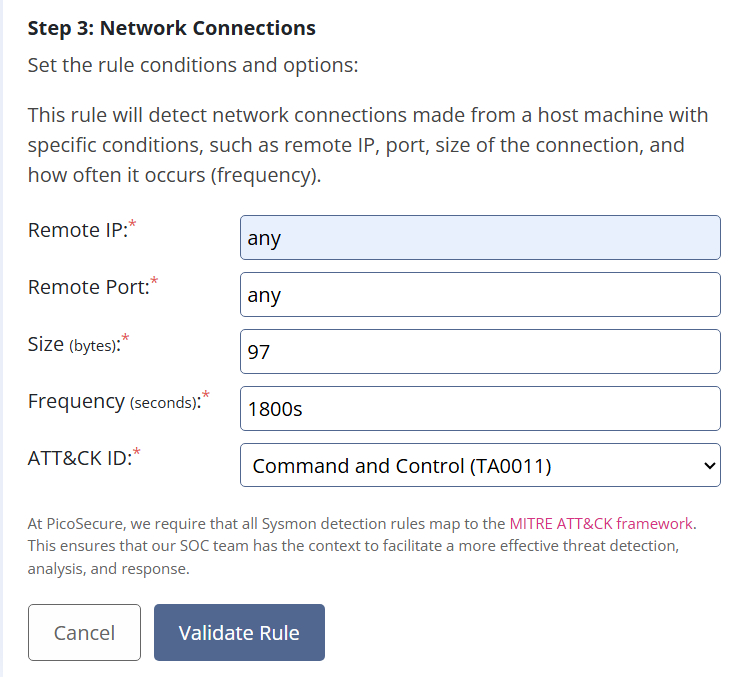 Step 3: Network Connections
Set the rule conditions and options:
This rule will detect network connections made from a host machine with
specific conditions, such as remote IP, port, size of the connection, and
how often it occurs (frequency).
Remote IP:* any
Remote Port:* any
Size (bytes):* 97
Frequency (seconds):* 1800s
ATT&CK ID:* Command and Control (TA0011)
At PicoSecure, we require that all Sysmon detection rules map to the MITRE ATT&CK framework.
This ensures that our SOC team has the context to facilitate a more effective threat detection,
analysis, and response.
Cancel Validate Rule